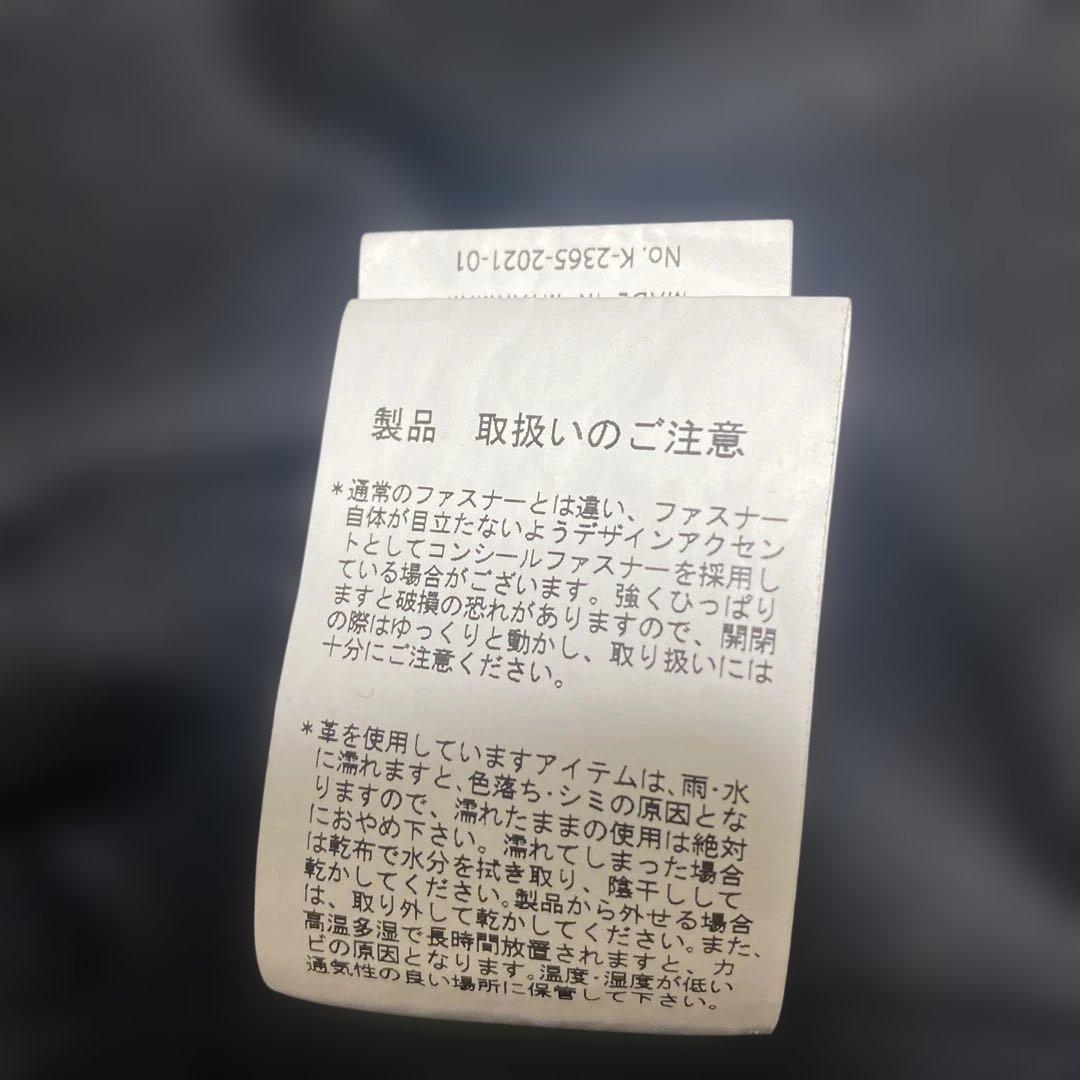 No. K-2365-2021-01
MADE IN
製品　取扱いのご注意
*通常のファスナーとは違い、ファスナー
自体が目立たないようデザインアクセン
トとしてコンシールファスナーを採用し
ている場合がございます。強くひっぱり
ますと破損の恐れがありますので、開閉
の際はゆっくりと動かし、取り扱いには
十分にご注意ください。
*革を使用していますアイテムは、雨・水
に濡れますと、色落ち・シミの原因とな
りますので、濡れたままの使用は絶対
におやめ下さい。濡れてしまった場合
は乾布で水分を拭き取り、陰干しして
乾かしてください。製品から外せる場合
は、取り外して乾かしてください。また、
高温多湿で長時間放置されますと、カ
ビの原因となります。温度・湿度が低い
通気性の良い場所に保管して下さい。